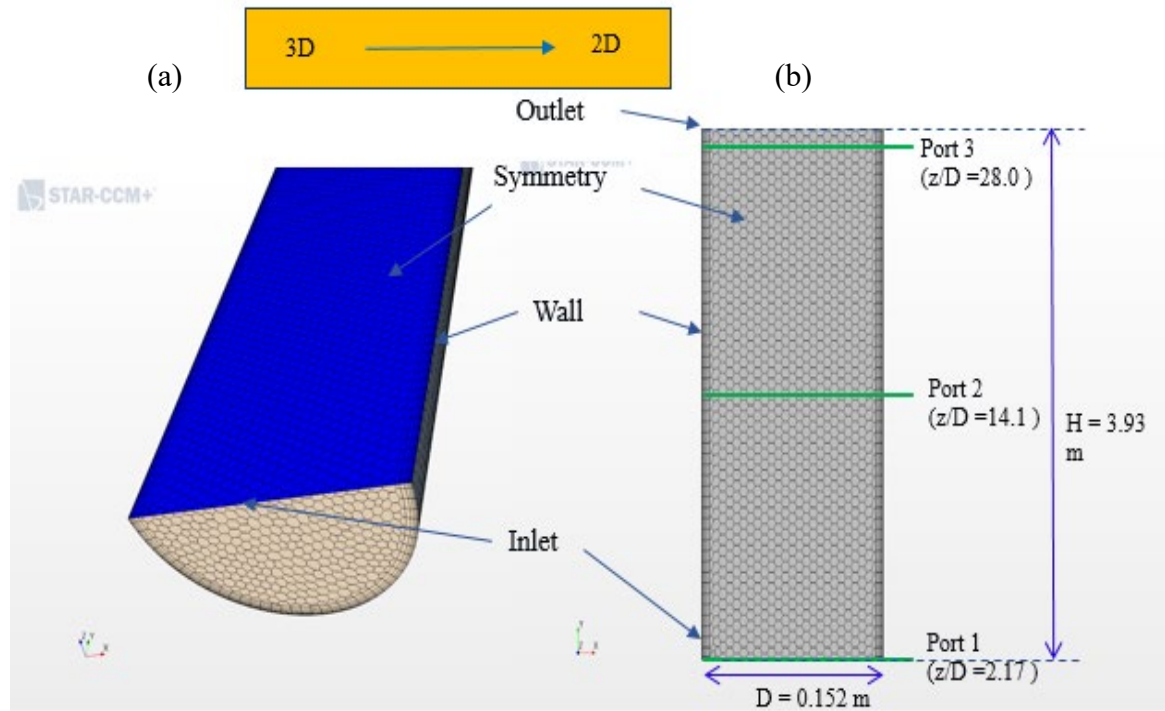 3D
2D
(a)
(b)
Outlet
Port 3
(z/D =28.0 )
STAR-CCM+
Symmetry
Wall
Port 2
(z/D =14.1 )
H = 3.93
m
Inlet
Port 1
(z/D =2.17 )
D = 0.152 m